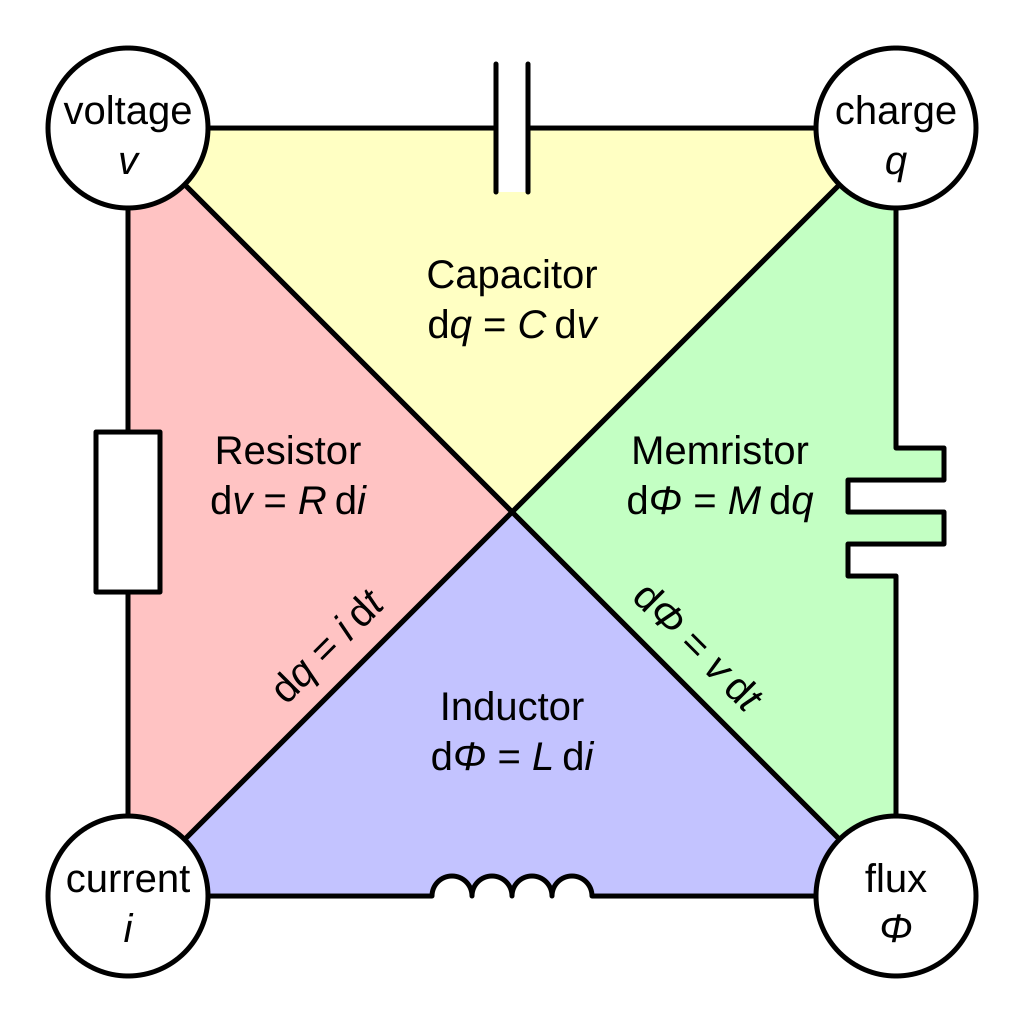 voltage
v
charge
q
Capacitor
dq = C dv
Resistor
dv = R di
Memristor
dΦ = M dq
dq = i dt
dΦ = v dt
Inductor
dΦ = L di
current
i
flux
Φ